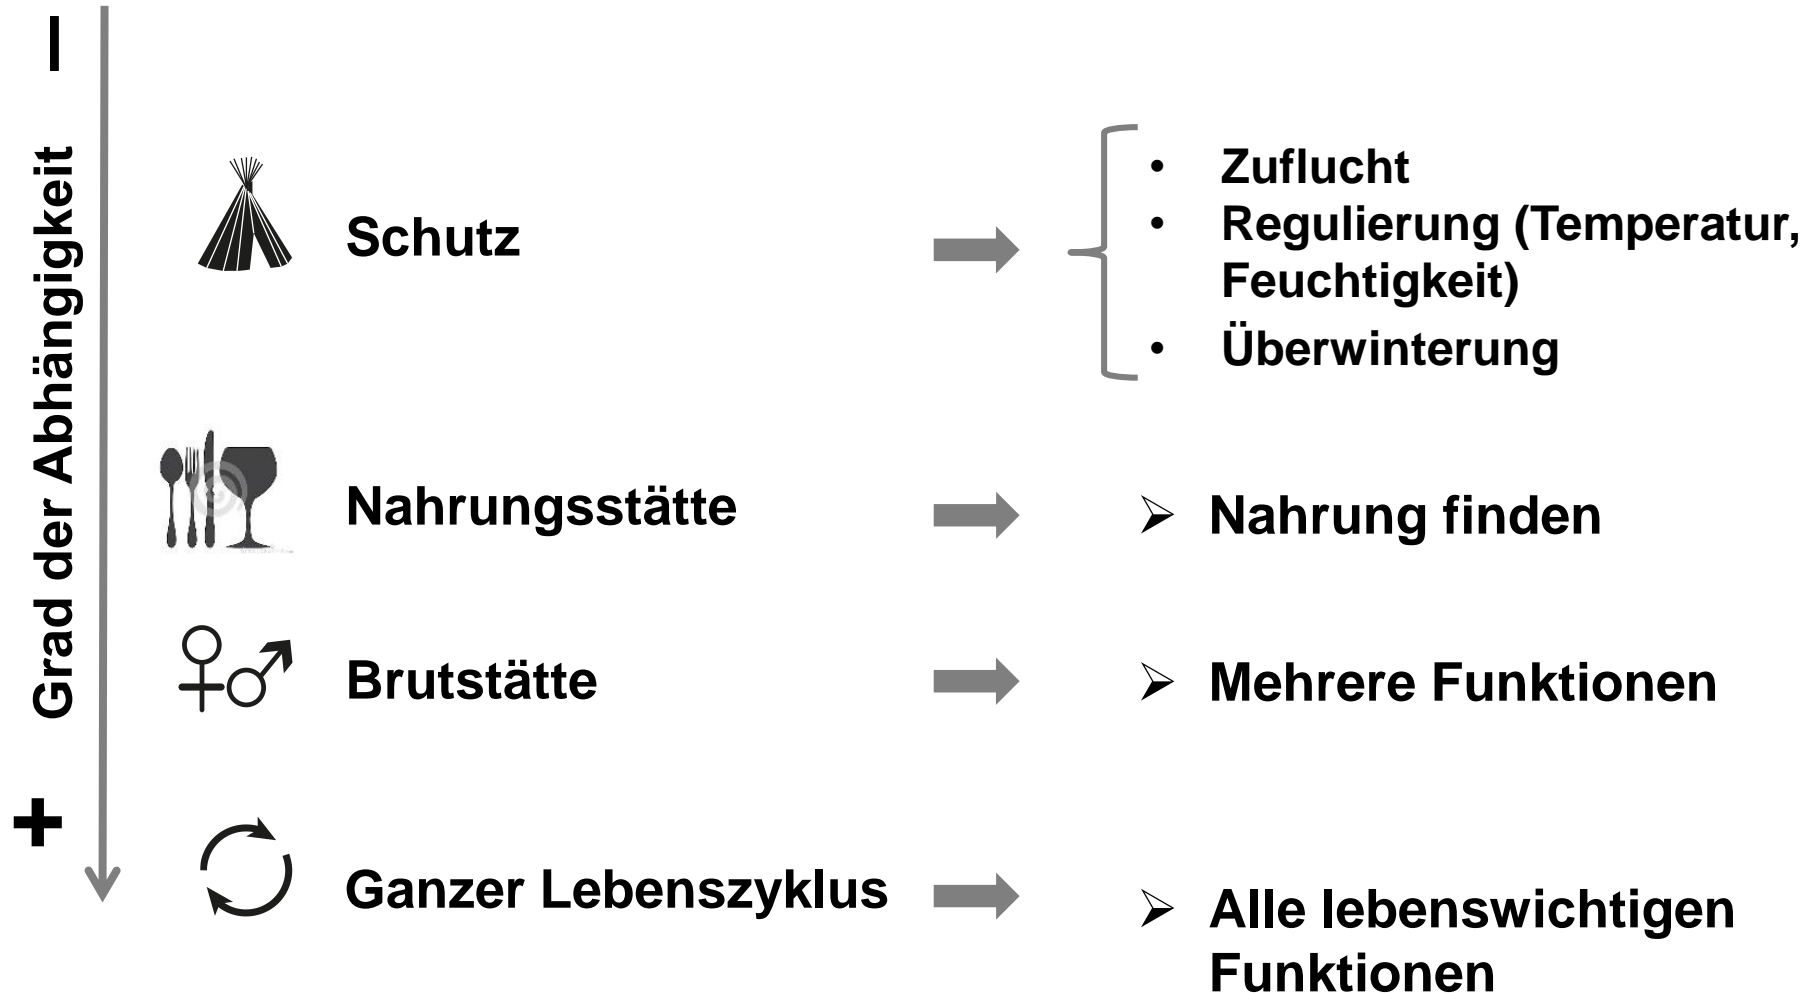 –
Grad der Abhängigkeit
+
Schutz
• Zuflucht
• Regulierung (Temperatur,
Feuchtigkeit)
• Überwinterung
Nahrungsstätte
➢ Nahrung finden
Brutstätte
➢ Mehrere Funktionen
Ganzer Lebenszyklus
➢ Alle lebenswichtigen
Funktionen